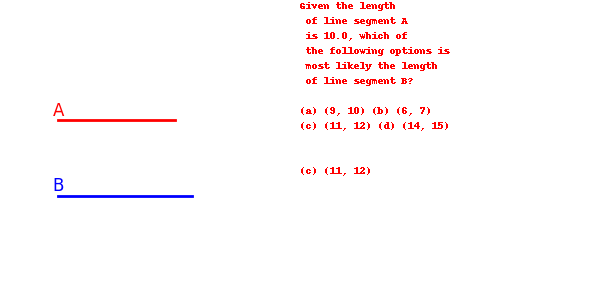 Given the length
of line segment A
is 10.0, which of
the following options is
most likely the length
of line segment B?
(a) (9, 10) (b) (6, 7)
(c) (11, 12) (d) (14, 15)
(c) (11, 12)
A
B